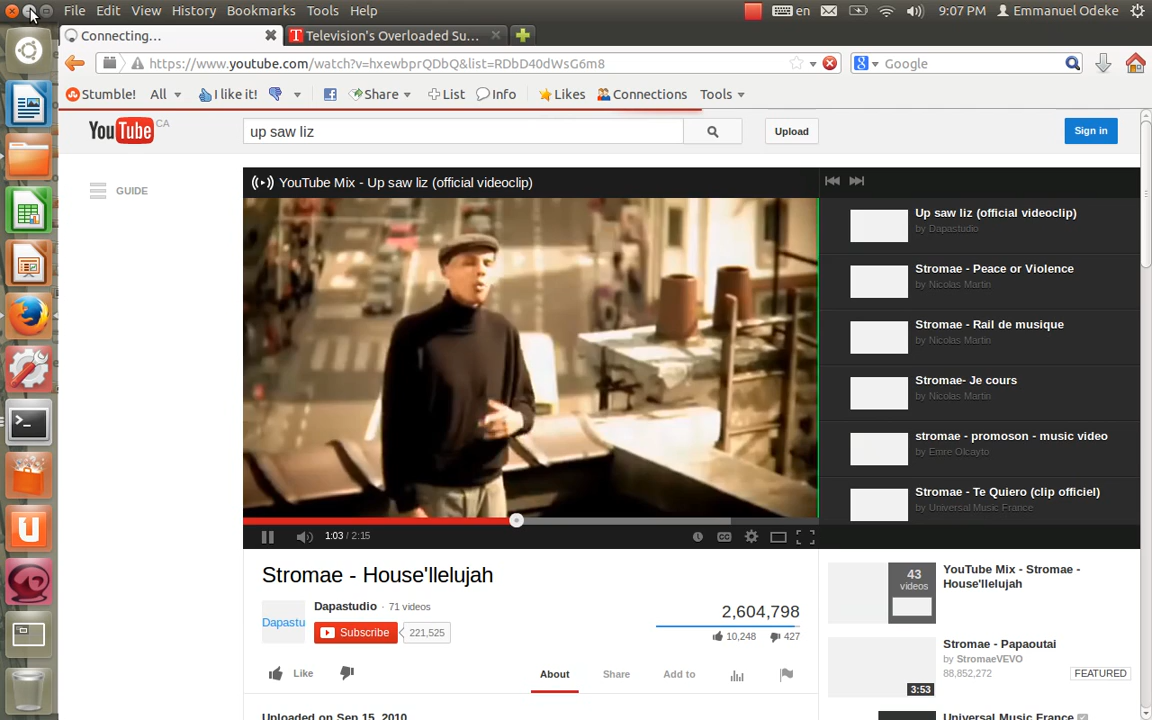 File Edit View History Bookmarks Tools Help en 9:07 PM Emmanuel Odeke
Connecting... Television's Overloaded Su...
https://www.youtube.com/watch?v=hxewbprQDbQ&list=RDbD40dWsG6m8 Google
Stumble! All I like it! Share List Info Likes Connections Tools
YouTube CA up saw liz Upload Sign in
GUIDE
YouTube Mix - Up saw liz (official videoclip)
Up saw liz (official videoclip)
by Dapastudio
Stromae - Peace or Violence
by Nicolas Martin
Stromae - Rail de musique
by Nicolas Martin
Stromae- Je cours
by Nicolas Martin
stromae - promoson - music video
by Emre Olcayto
Stromae - Te Quiero (clip officiel)
by Universal Music France
1:03 / 2:15
Stromae - House'llelujah
Dapastu
Dapastudio · 71 videos
Subscribe 221,525
2,604,798
10,248 427
Like About Share Add to
Uploaded on Sep 15, 2010
43
videos
YouTube Mix - Stromae -
House'llelujah
Stromae - Papaoutai
by StromaeVEVO
88,852,272 FEATURED
3:53
Universal Music France